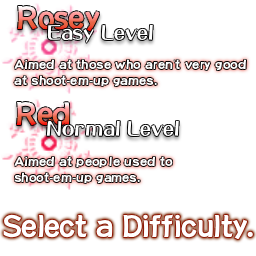 Rosey
Easy Level
Aimed at those who aren't very good
at shoot-em-up games.
Red
Normal Level
Aimed at people used to
shoot-em-up games.
Select a Difficulty.